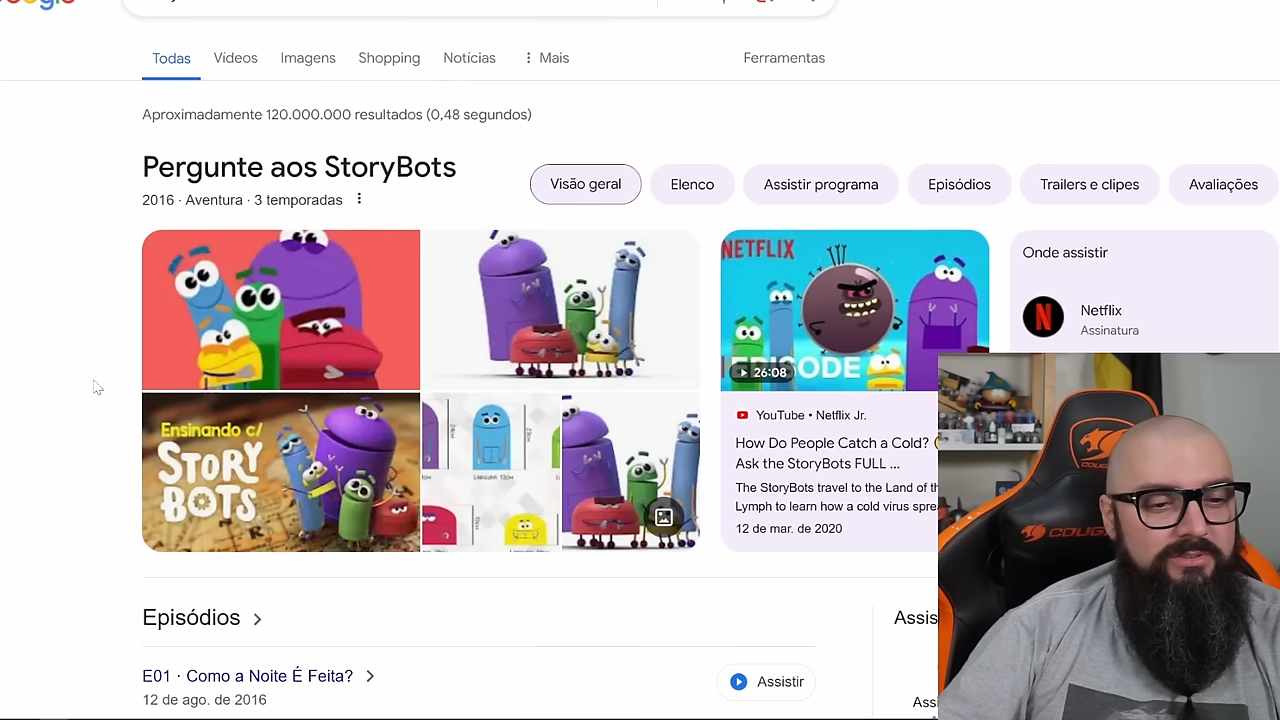 Todas
Vídeos
Imagens
Shopping
Notícias
Mais
Ferramentas
Aproximadamente 120.000.000 resultados (0,48 segundos)
Pergunte aos StoryBots
2016 · Aventura · 3 temporadas
Visão geral
Elenco
Assistir programa
Episódios
Trailers e clipes
Avaliações
NETFLIX
26:08
Onde assistir
Netflix
Assinatura
Ensinando c/
STORY
BOTS
YouTube • Netflix Jr.
How Do People Catch a Cold?
Ask the StoryBots FULL ...
The StoryBots travel to the Land of
Lymph to learn how a cold virus
12 de mar. de 2020
COUGAR
Episódios
E01 · Como a Noite É Feita?
12 de ago. de 2016
Assistir